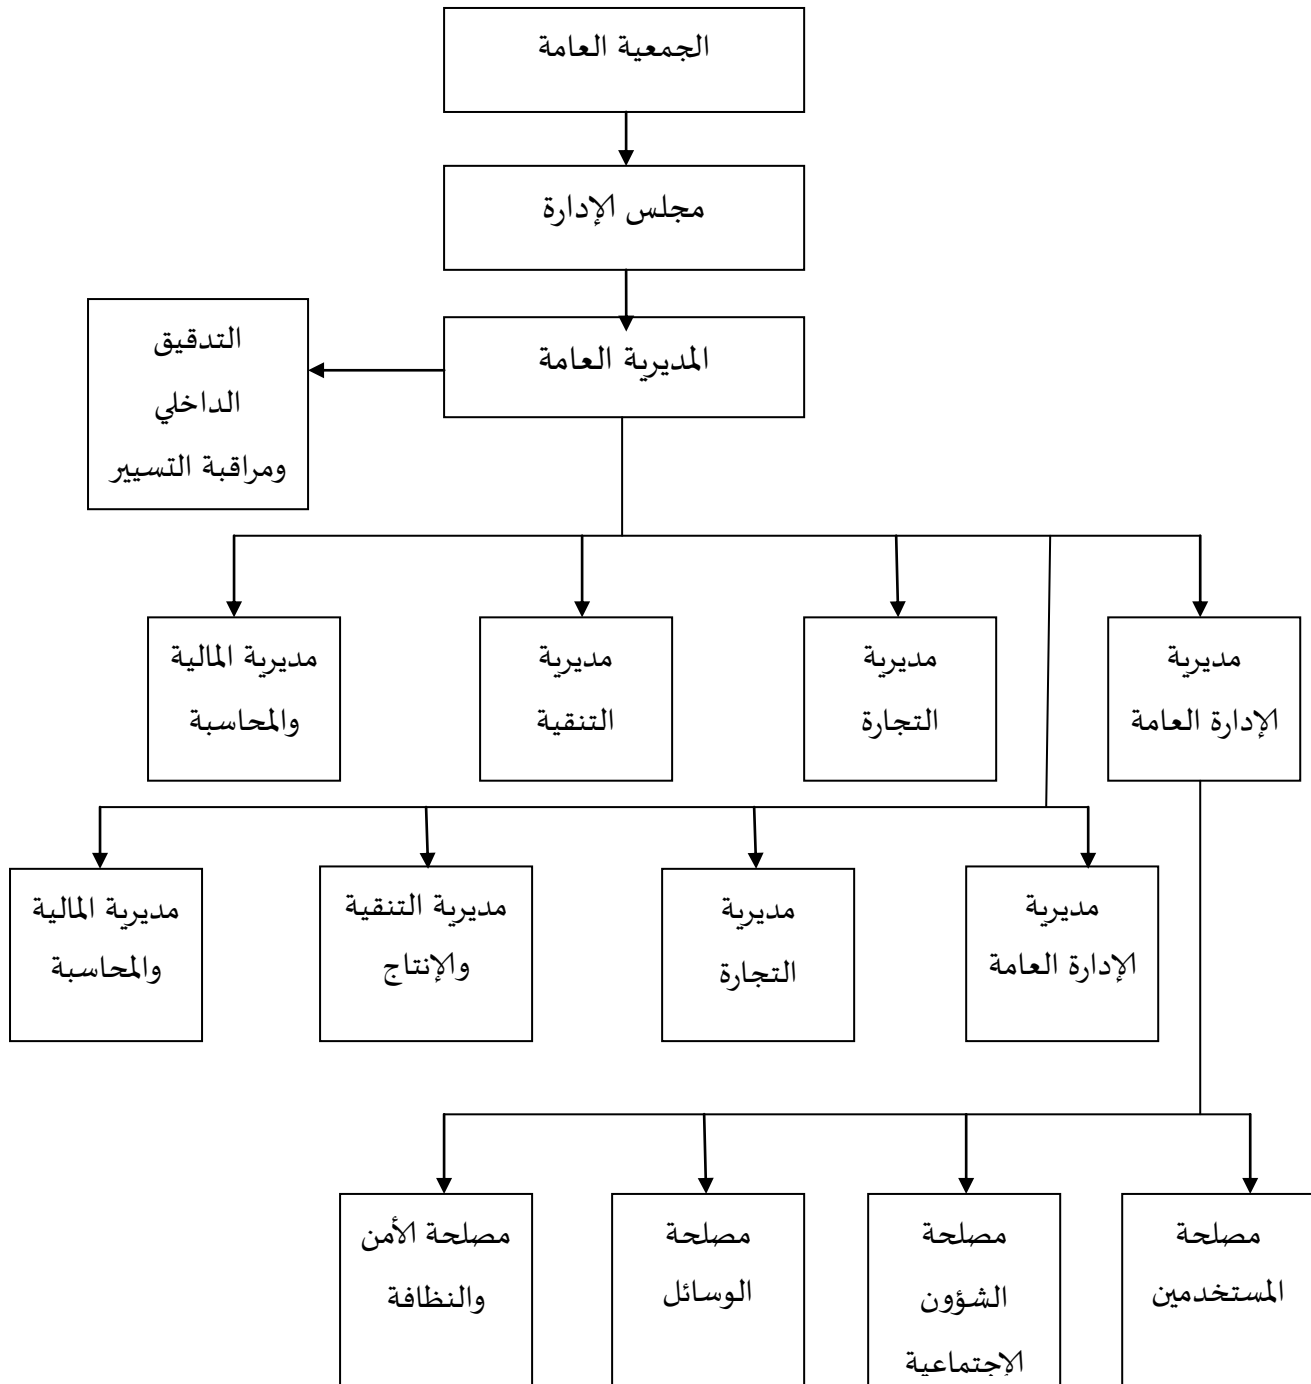 الجمعية العامة
مجلس الإدارة
المديرية العامة
التدقيق
الداخلي
ومراقبة التسيير
مديرية
الإدارة العامة
مديرية
التجارة
مديرية
التنقية
مديرية المالية
والمحاسبة
مديرية
الإدارة العامة
مديرية
التجارة
مديرية التنقية
والإنتاج
مديرية المالية
والمحاسبة
مصلحة
المستخدمين
مصلحة
الشؤون
الإجتماعية
مصلحة
الوسائل
مصلحة الأمن
والنظافة